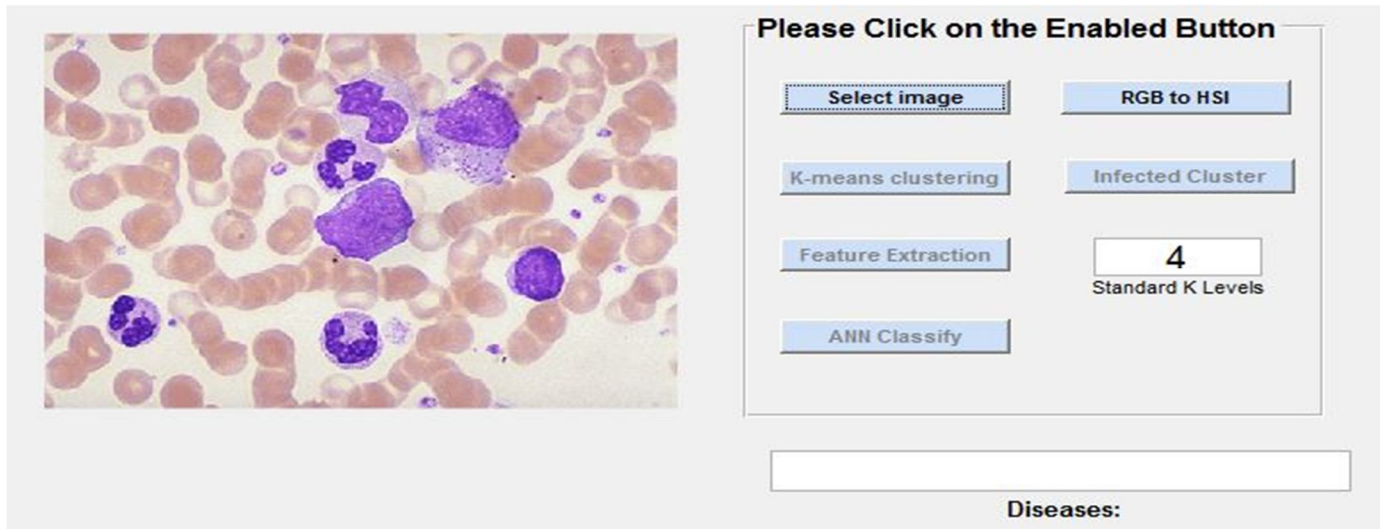 Please Click on the Enabled Button
Select image
RGB to HSI
K-means clustering
Infected Cluster
Feature Extraction
4
Standard K Levels
ANN Classify
Diseases: